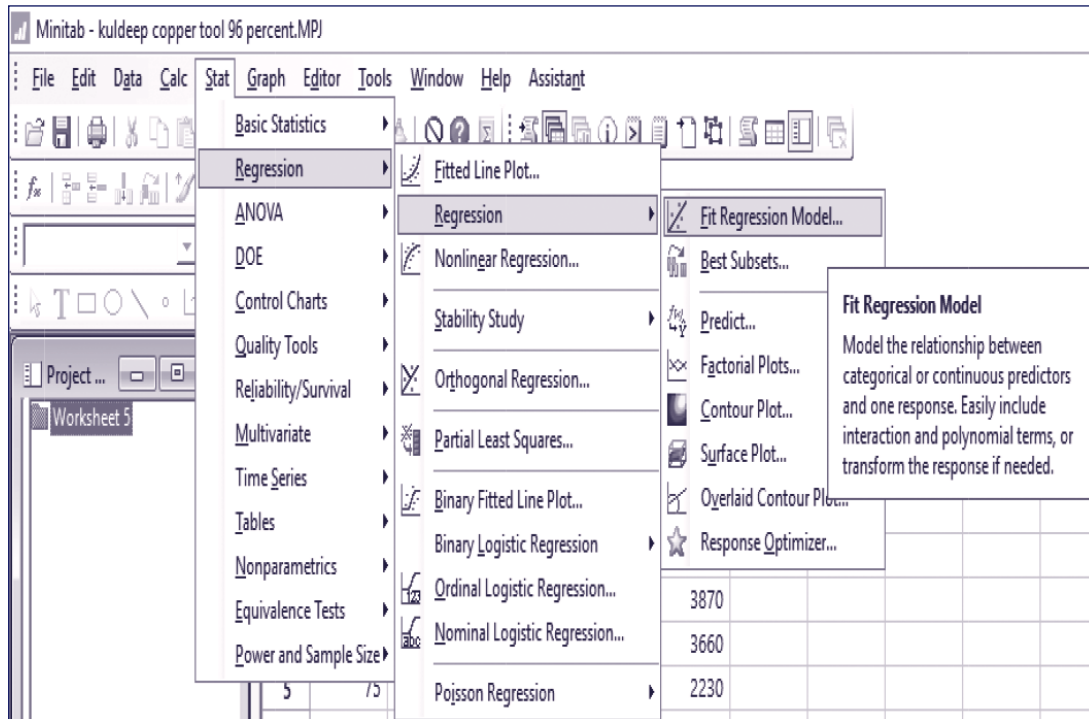 Minitab - kuldeep copper tool 96 percent.MPJ
File Edit Data Calc Stat Graph Editor Tools Window Help Assistant
Basic Statistics
Regression
ANOVA
DOE
Control Charts
Quality Tools
Reliability/Survival
Multivariate
Time Series
Tables
Nonparametrics
Equivalence Tests
Power and Sample Size
Fitted Line Plot...
Regression
Nonlinear Regression...
Stability Study
Orthogonal Regression...
Partial Least Squares...
Binary Fitted Line Plot...
Binary Logistic Regression
Ordinal Logistic Regression...
Nominal Logistic Regression...
Poisson Regression
Fit Regression Model...
Best Subsets...
Predict...
Factorial Plots...
Contour Plot...
Surface Plot...
Overlaid Contour Plot...
Response Optimizer...
Fit Regression Model
Model the relationship between
categorical or continuous predictors
and one response. Easily include
interaction and polynomial terms, or
transform the response if needed.
Project ...
Worksheet 5
3870
3660
5 75 2230